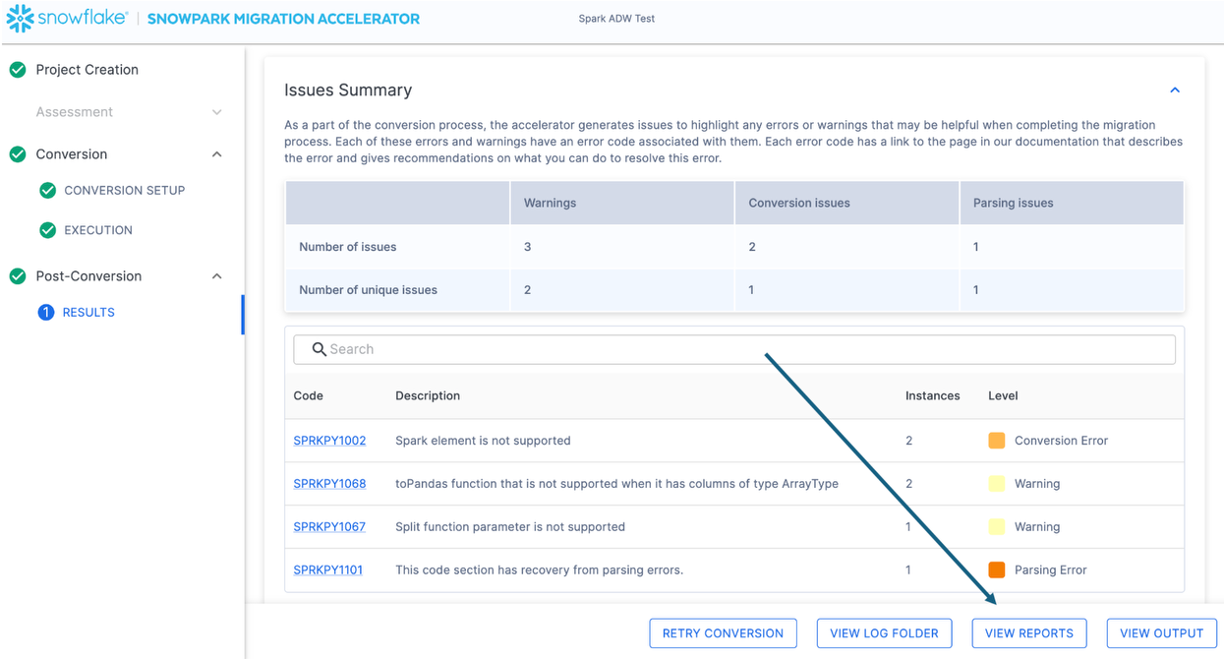 snowflake® | SNOWPARK MIGRATION ACCELERATOR
Spark ADW Test
Project Creation
Assessment
Conversion
CONVERSION SETUP
EXECUTION
Post-Conversion
1 RESULTS
Issues Summary
As a part of the conversion process, the accelerator generates issues to highlight any errors or warnings that may be helpful when completing the migration
process. Each of these errors and warnings have an error code associated with them. Each error code has a link to the page in our documentation that describes
the error and gives recommendations on what you can do to resolve this error.
Warnings Conversion issues Parsing issues
Number of issues 3 2 1
Number of unique issues 2 1 1
Search
Code Description Instances Level
SPRKPY1002 Spark element is not supported 2 Conversion Error
SPRKPY1068 toPandas function that is not supported when it has columns of type ArrayType 2 Warning
SPRKPY1067 Split function parameter is not supported 1 Warning
SPRKPY1101 This code section has recovery from parsing errors. 1 Parsing Error
RETRY CONVERSION VIEW LOG FOLDER VIEW REPORTS VIEW OUTPUT